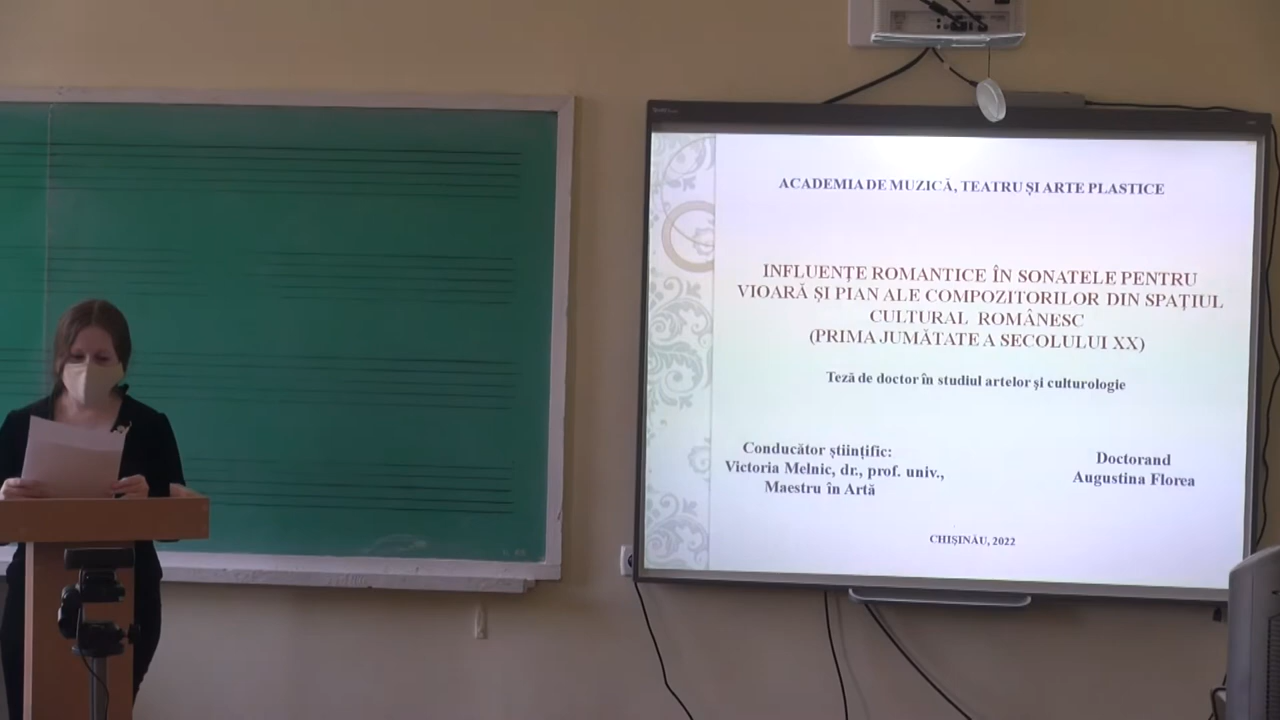 ACADEMIA DE MUZICĂ, TEATRU ȘI ARTE PLASTICE
INFLUENȚE ROMANTICE ÎN SONATELE PENTRU
VIOARĂ ȘI PIAN ALE COMPOZITORILOR DIN SPAȚIUL
CULTURAL ROMÂNESC
(PRIMA JUMĂTATE A SECOLULUI XX)
Teză de doctor în studiul artelor și culturologie
Conducător științific:
Victoria Melnic, dr., prof. univ.,
Maestru în Artă
Doctorand
Augustina Florea
CHIȘINĂU, 2022